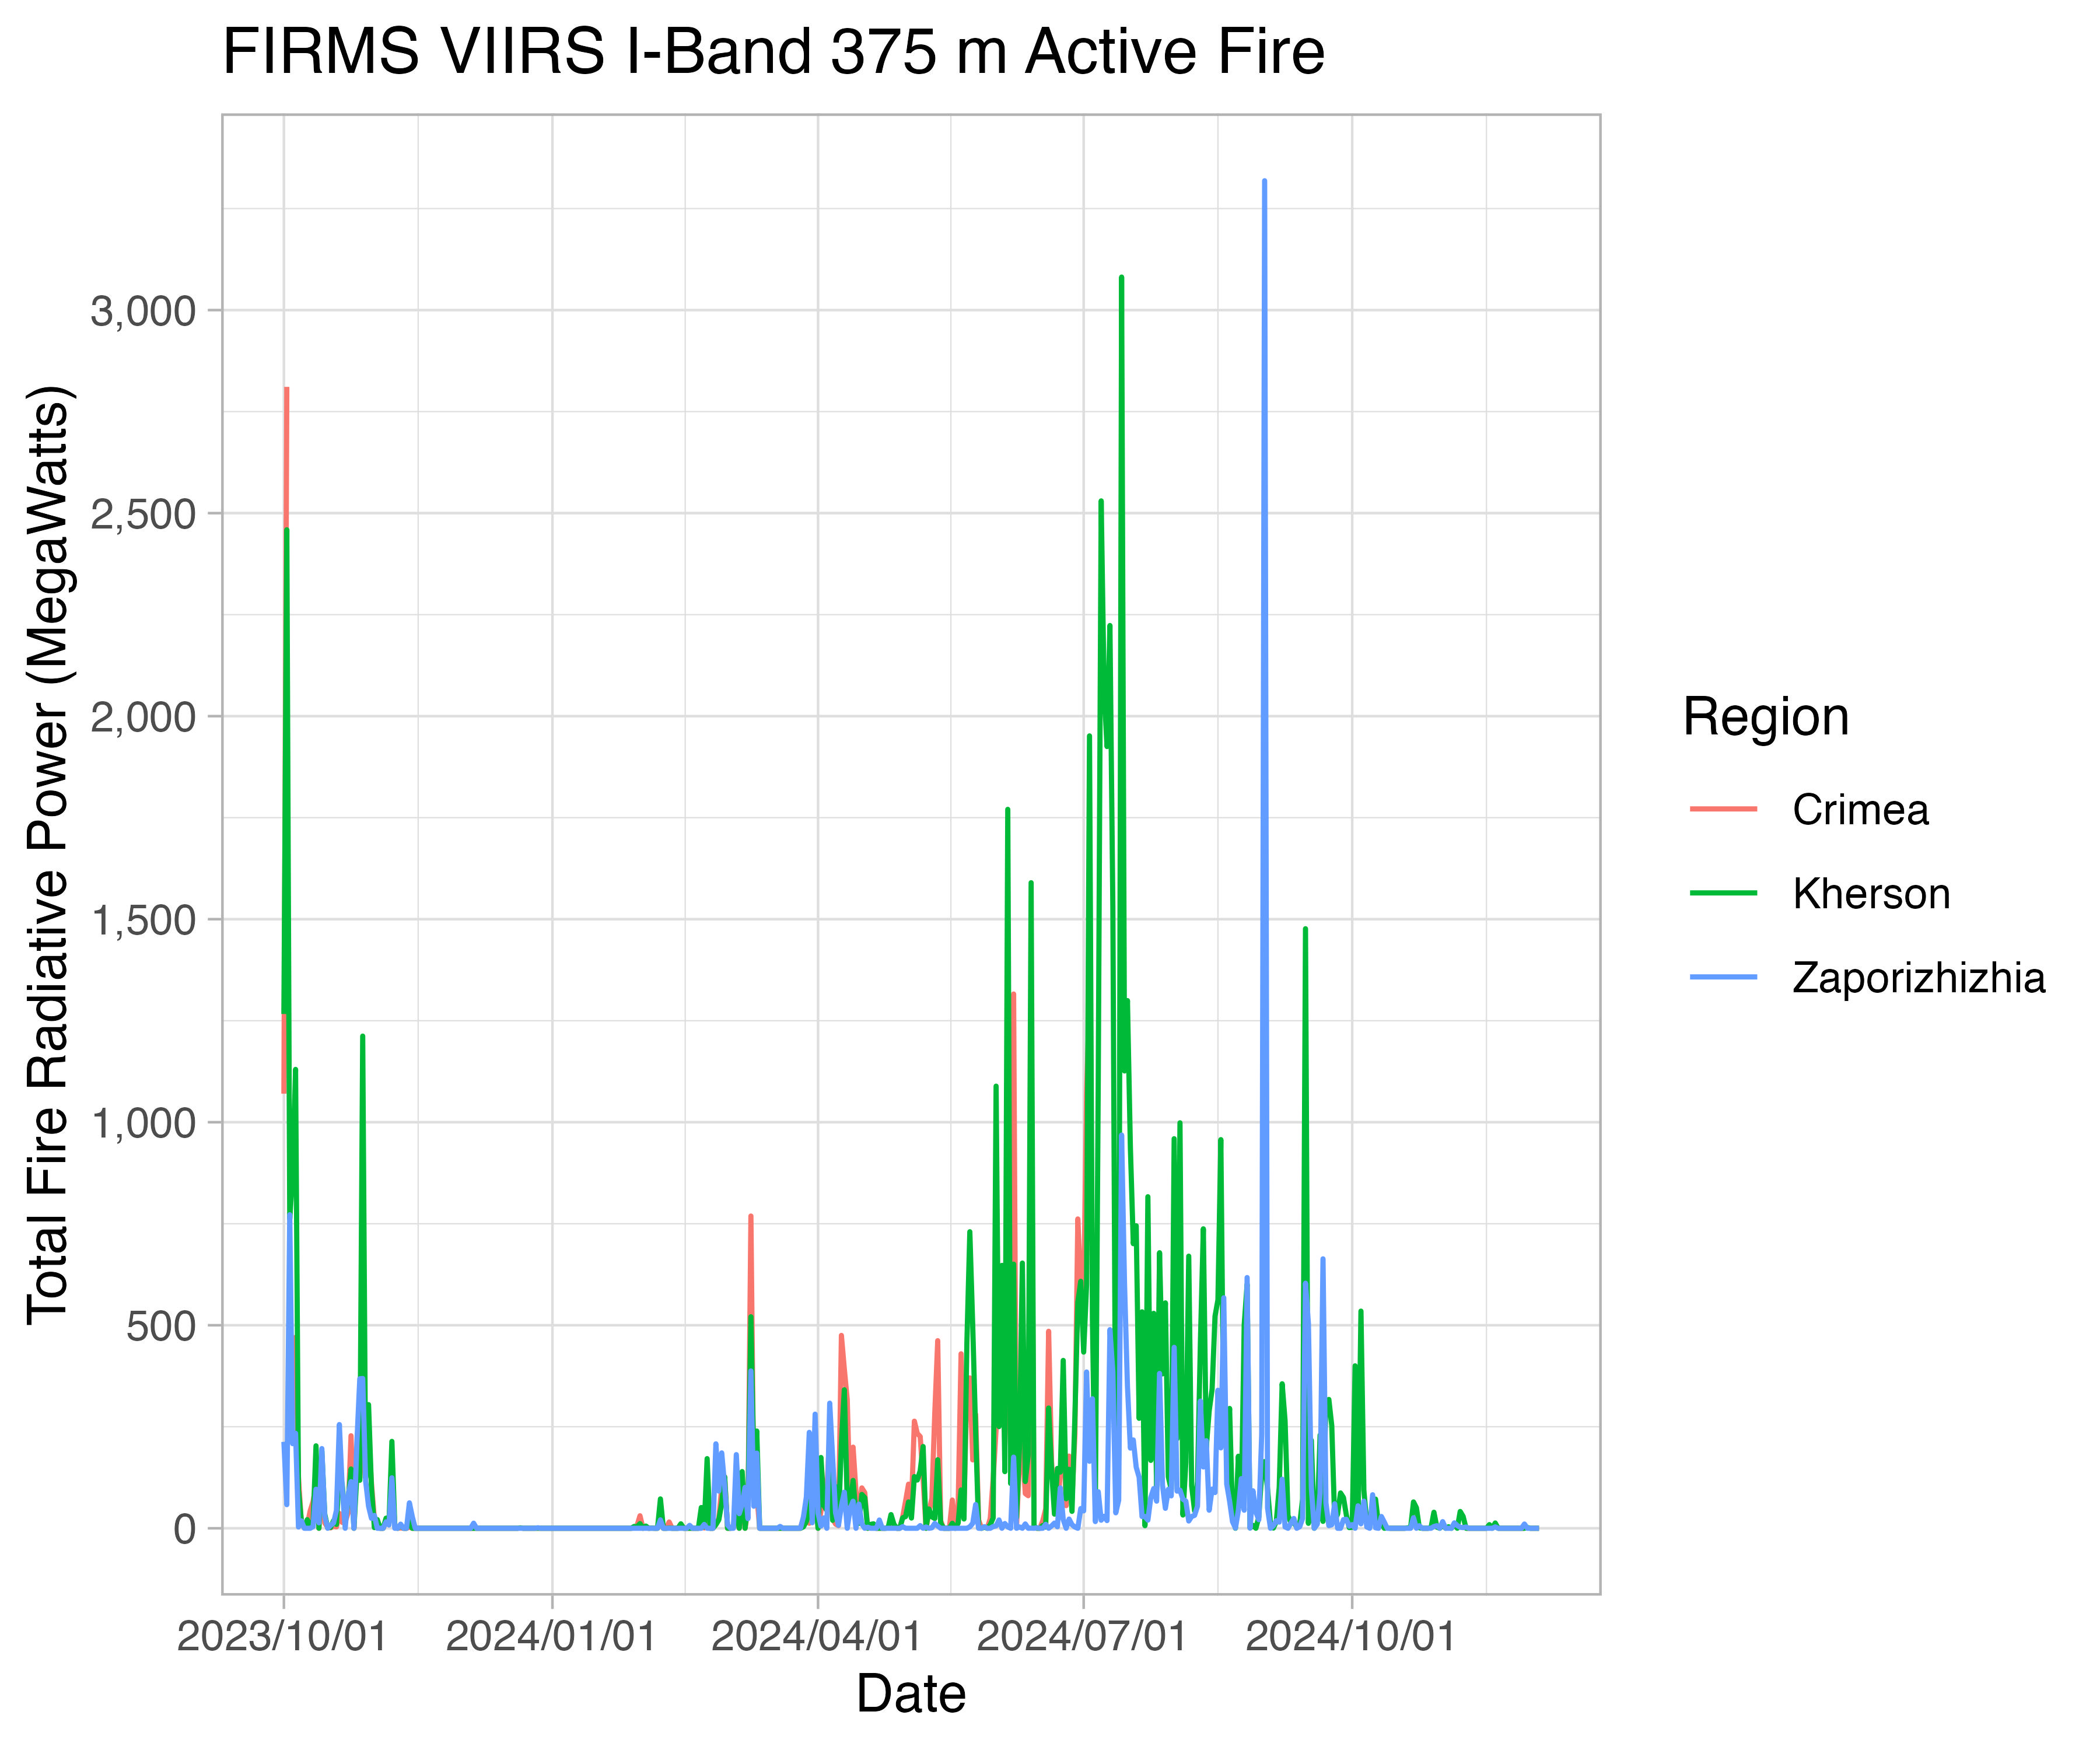 FIRMS VIIRS I-Band 375 m Active Fire
Total Fire Radiative Power (MegaWatts)
3,000
2,500
2,000
1,500
1,000
500
0
2023/10/01
2024/01/01
2024/04/01
2024/07/01
2024/10/01
Date
Region
Crimea
Kherson
Zaporizhizhia